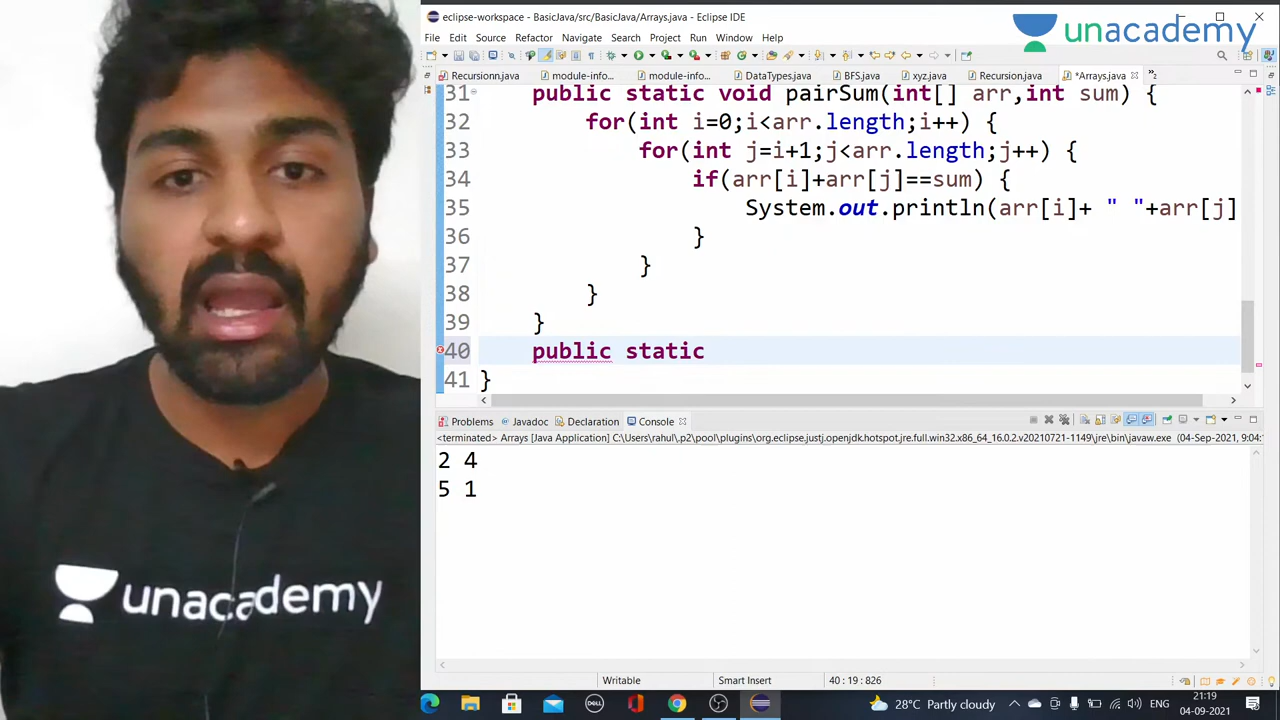 eclipse-workspace - BasicJava/src/BasicJava/Arrays.java - Eclipse IDE
unacademy
File Edit Source Refactor Navigate Search Project Run Window Help
Recursionn.java module-info... module-info... DataTypes.java BFS.java xyz.java Recursion.java *Arrays.java
31 public static void pairSum(int[] arr,int sum) {
32 for(int i=0;i<arr.length;i++) {
33 for(int j=i+1;j<arr.length;j++) {
34 if(arr[i]+arr[j]==sum) {
35 System.out.println(arr[i]+ " "+arr[j]
36 }
37 }
38 }
39 }
40 public static
41 }
Problems Javadoc Declaration Console
<terminated> Arrays [Java Application] C:\Users\rahul\.p2\pool\plugins\org.eclipse.justj.openjdk.hotspot.jre.full.win32.x86_64_16.0.2.v20210721-1149\jre\bin\javaw.exe (04-Sep-2021, 9:04:
2 4
5 1
unacademy
Writable Smart Insert 40 : 19 : 826
DELL
28°C Partly cloudy ENG 21:19
04-09-2021